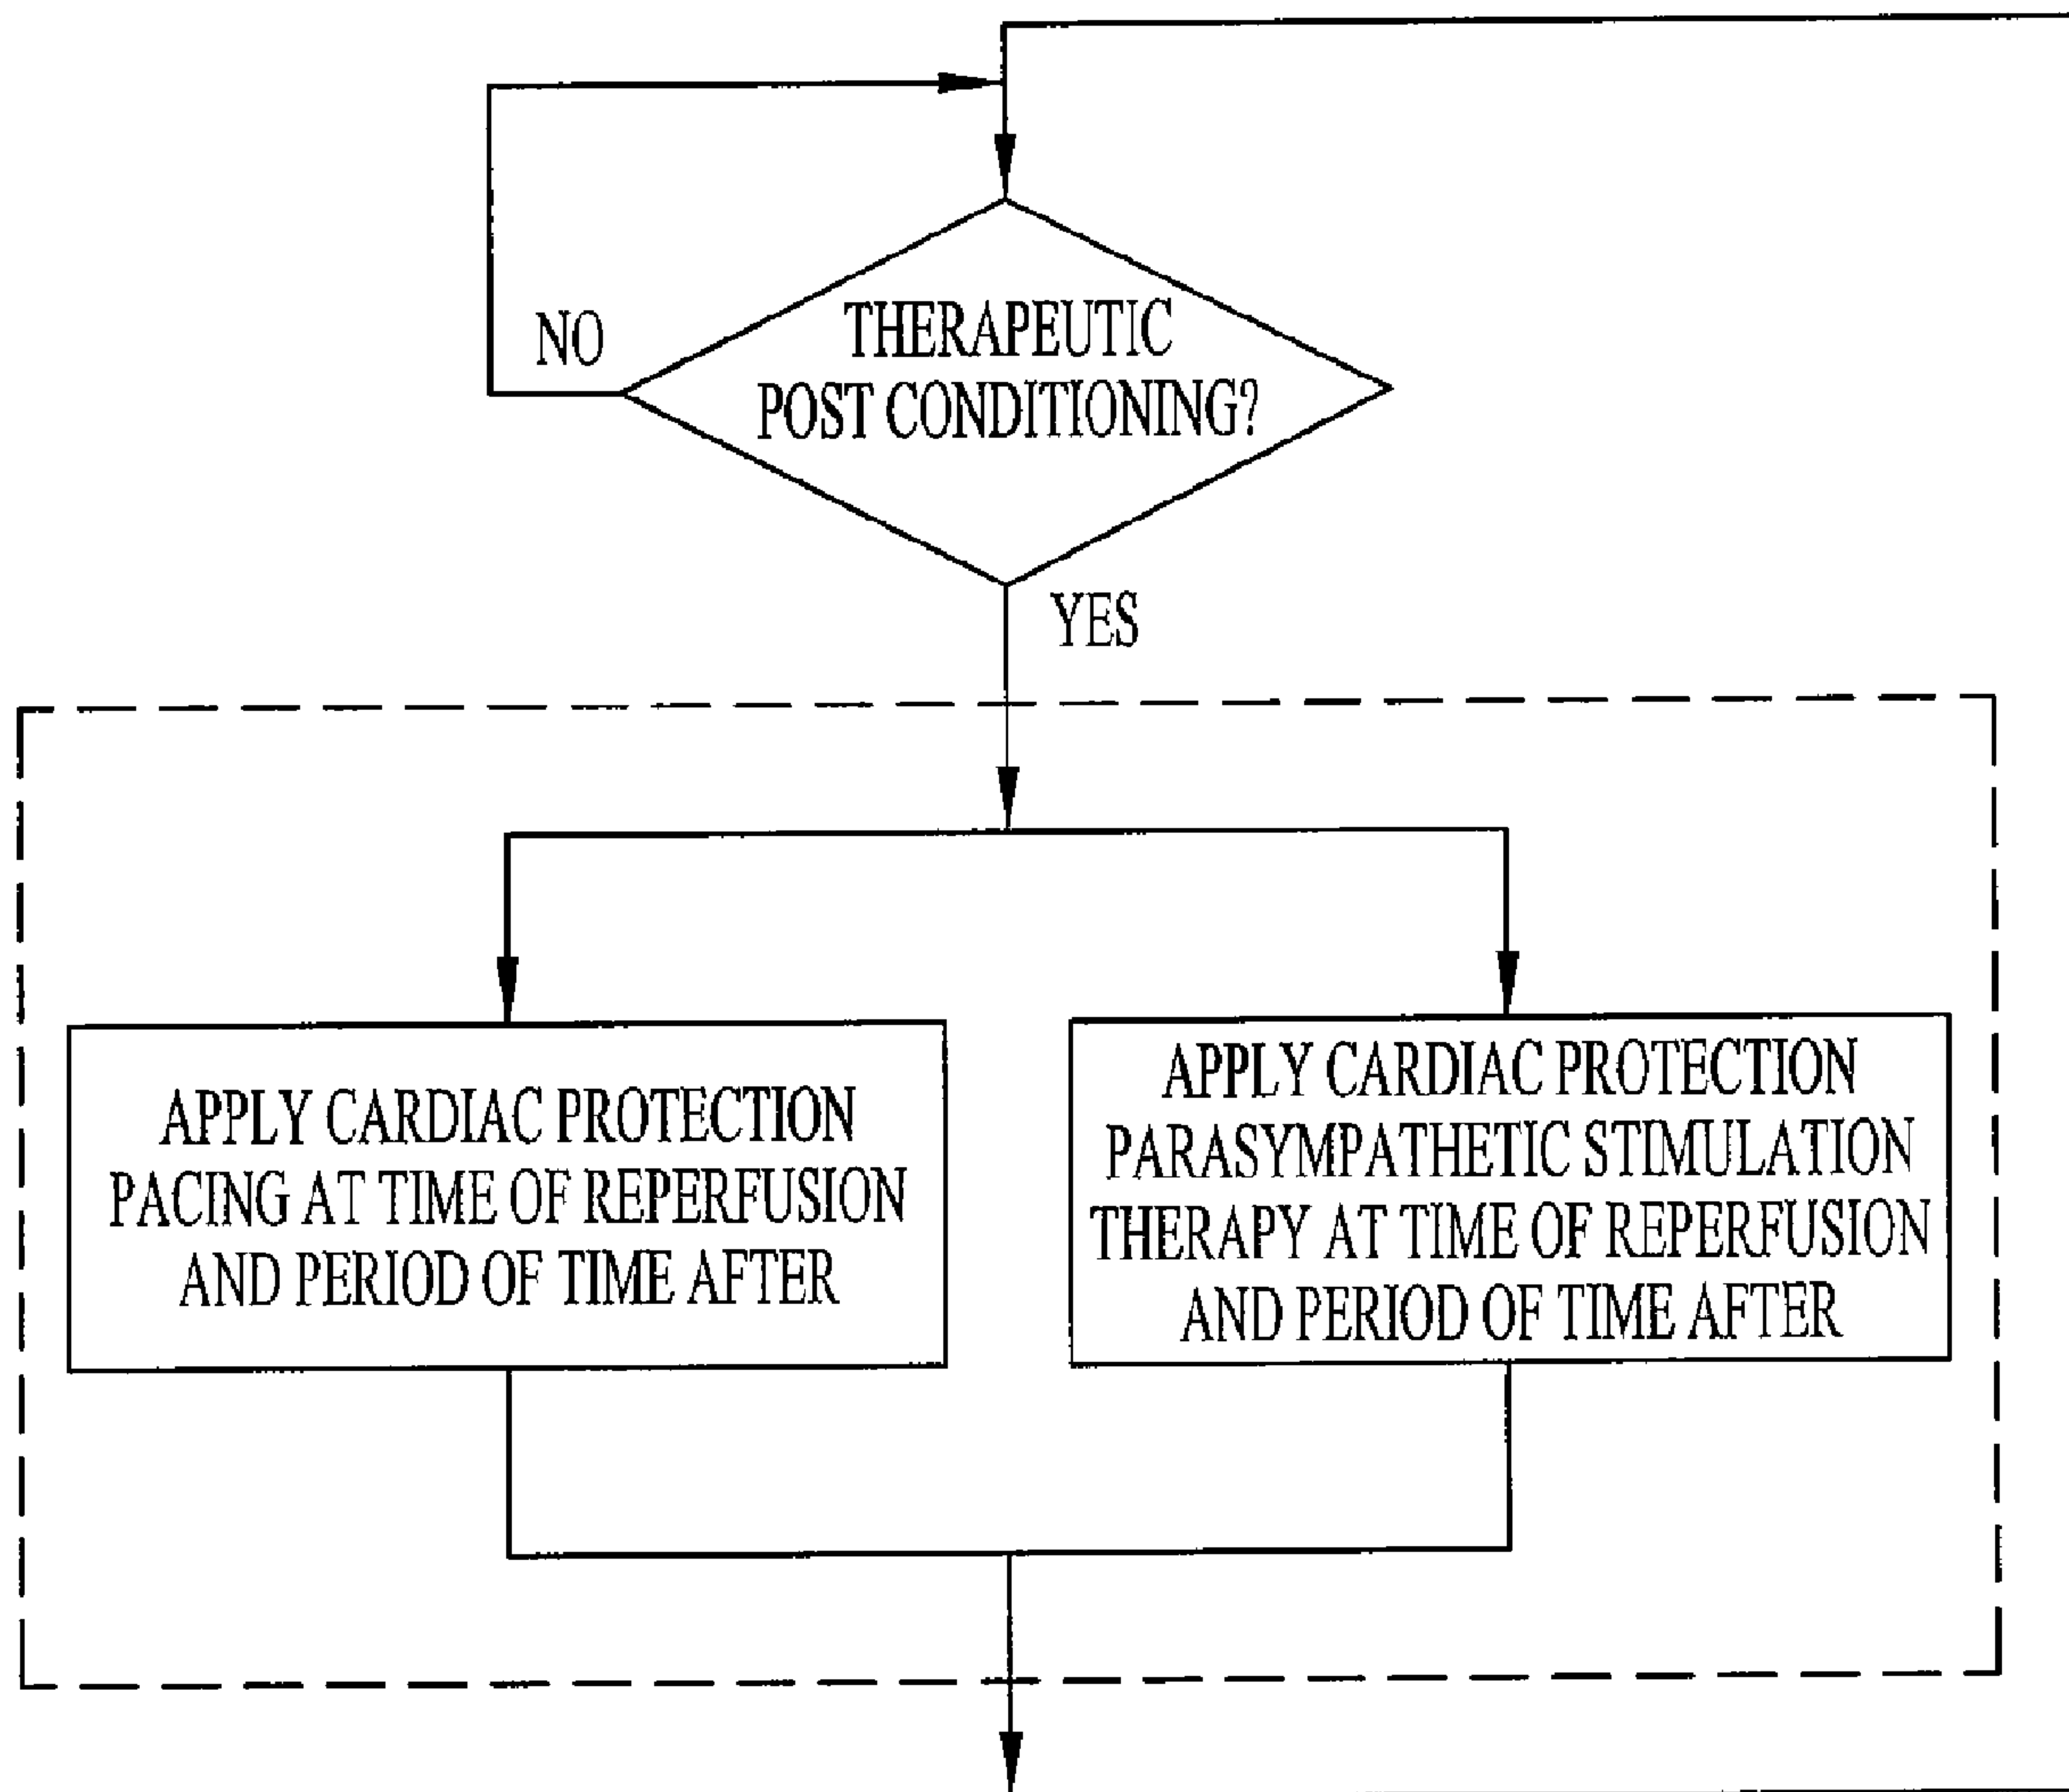 THERAPEUTIC
POST CONDITIONING?
NO
YES
APPLY CARDIAC PROTECTION
PACING AT TIME OF REPERFUSION
AND PERIOD OF TIME AFTER
APPLY CARDIAC PROTECTION
PARASYMPATHETIC STIMULATION
THERAPY AT TIME OF REPERFUSION
AND PERIOD OF TIME AFTER